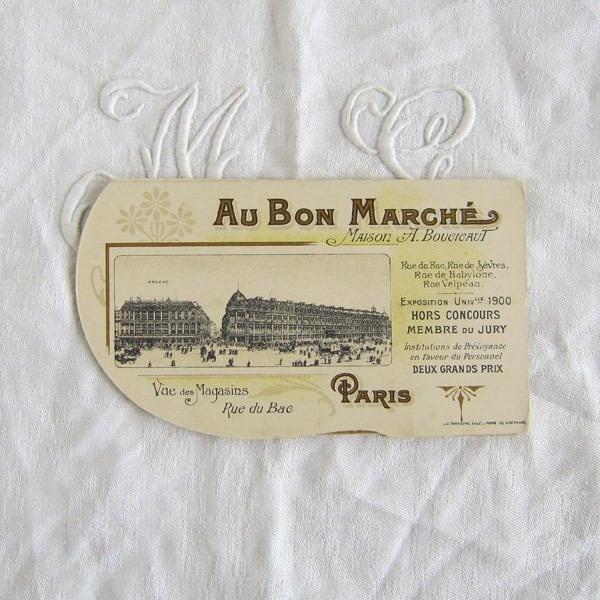 M C
AU BON MARCHÉ
MAISON A. BOUCICAUT
Rue du Bac, Rue de Sèvres,
Rue de Babylone,
Rue Velpeau.
EXPOSITION UNIVLLE 1900
HORS CONCOURS
MEMBRE DU JURY
Institutions de Prévoyance
en faveur du Personnel
DEUX GRANDS PRIX
ANNEXE
Vue des Magasins
Rue du Bac
PARIS